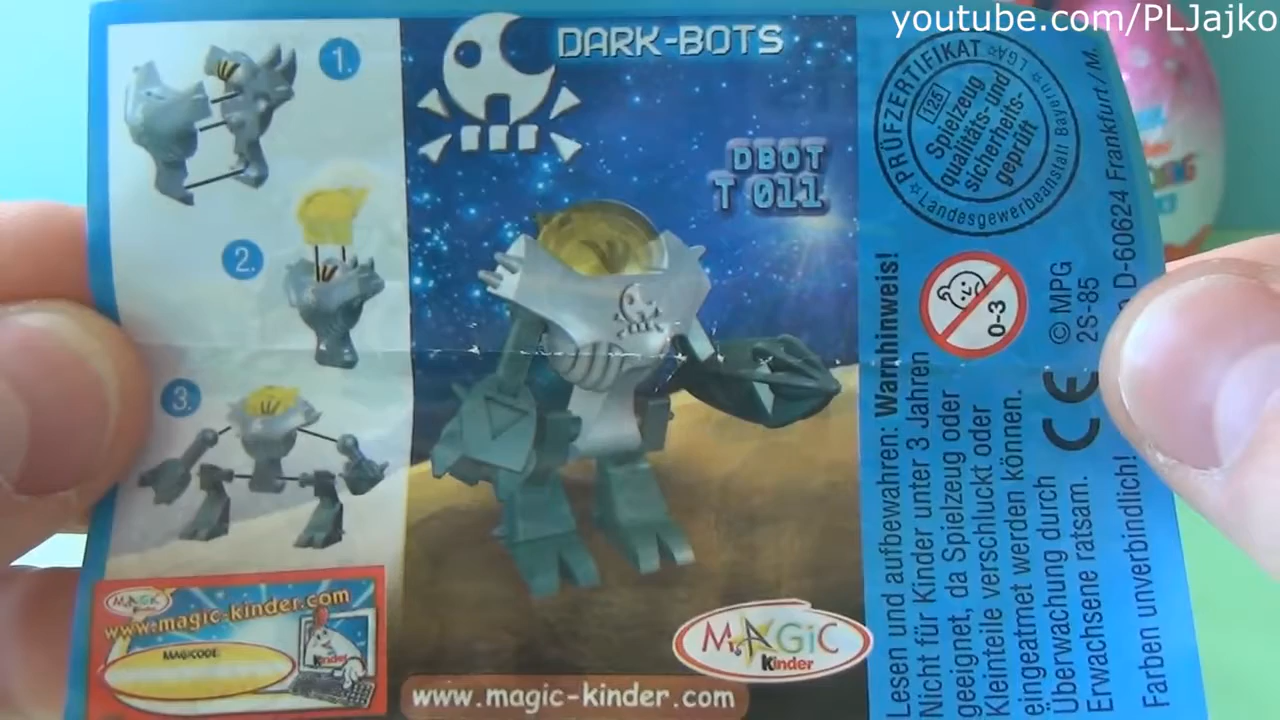 youtube.com/PLJajko
1.
2.
3.
DARK-BOTS
DBOT
T 011
MAGIC
www.magic-kinder.com
MAGICODE:
Kinder
MAGIC
Kinder
www.magic-kinder.com
PRÜFZERTIFIKAT ☆ LGA ☆
Landesgewerbeanstalt Bayern
125
Spielzeug
qualitäts- und
sicherheits-
geprüft
0-3
Lesen und aufbewahren: Warnhinweis!
Nicht für Kinder unter 3 Jahren
geeignet, da Spielzeug oder
Kleinteile verschluckt oder
eingeatmet werden können.
Überwachung durch
Erwachsene ratsam.
CE
© MPG
2S-85
D-60624 Frankfurt/M.
Farben unverbindlich!